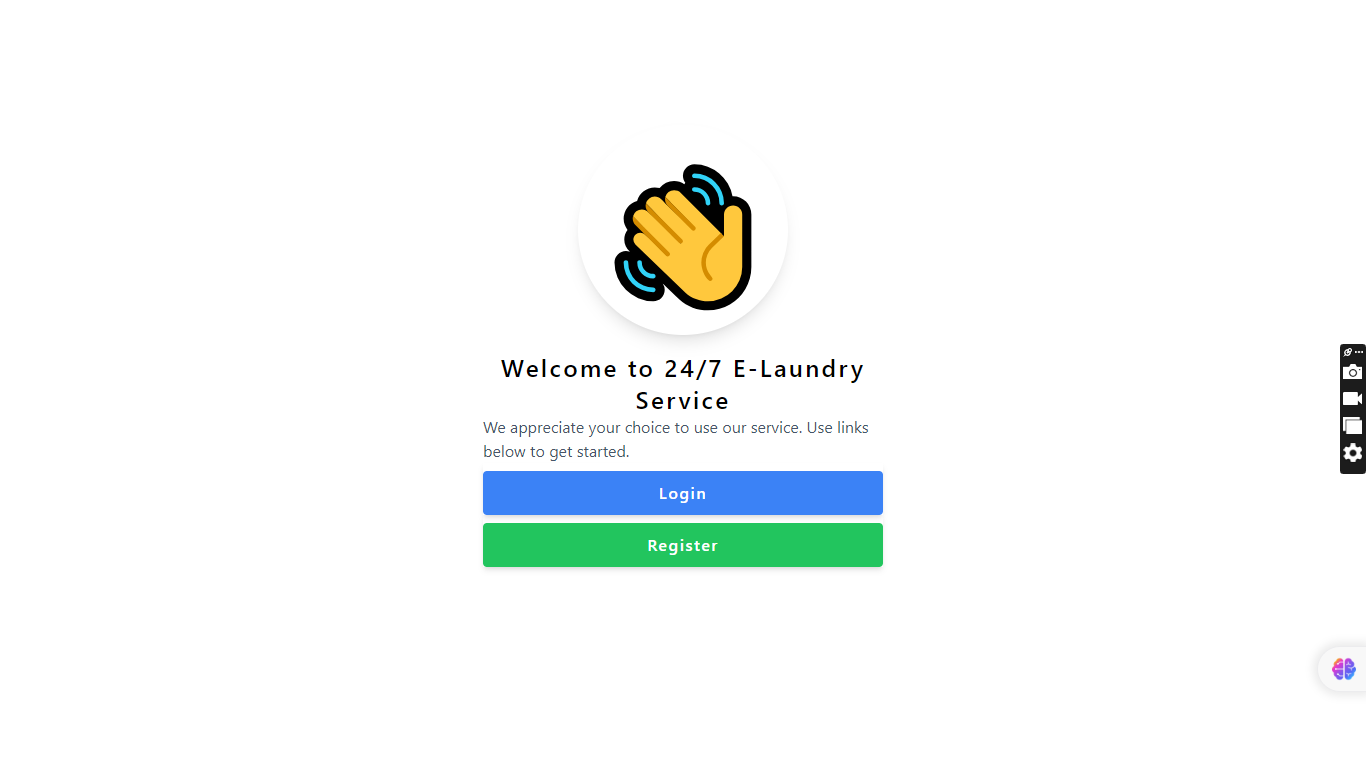 Welcome to 24/7 E-Laundry
Service
We appreciate your choice to use our service. Use links
below to get started.
Login
Register